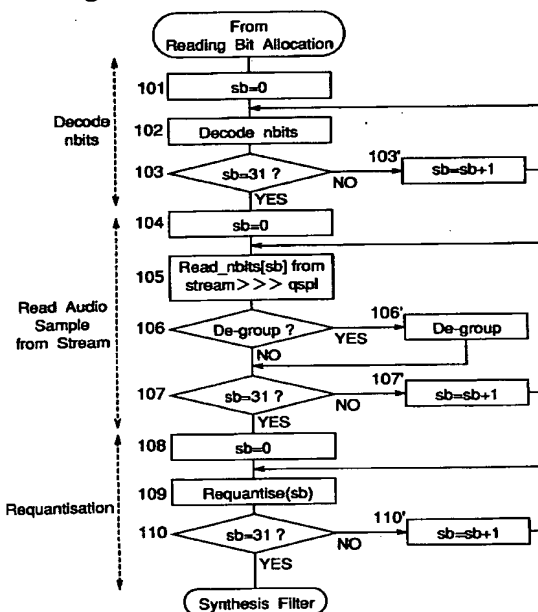 From
Reading Bit Allocation
101
sb=0
Decode
nbits
102
Decode nbits
103
sb=31 ?
NO
103'
sb=sb+1
YES
104
sb=0
105
Read_nbits[sb] from
stream>>> qspl
Read Audio
Sample
from Stream
106
De-group ?
YES
106'
De-group
NO
107
sb=31 ?
NO
107'
sb=sb+1
YES
108
sb=0
Requantisation
109
Requantise(sb)
110
sb=31 ?
NO
110'
sb=sb+1
YES
Synthesis Filter